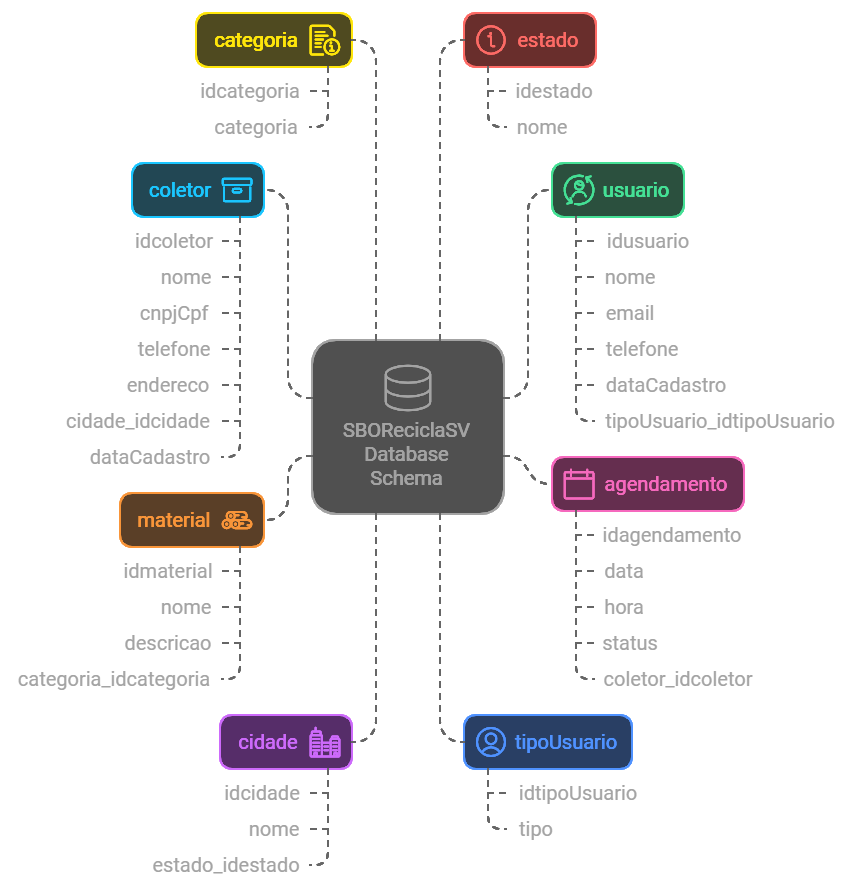 categoria
idcategoria
categoria
estado
idestado
nome
coletor
idcoletor
nome
cnpjCpf
telefone
endereco
cidade_idcidade
dataCadastro
usuario
idusuario
nome
email
telefone
dataCadastro
tipoUsuario_idtipoUsuario
SBOReciclaSV
Database
Schema
material
idmaterial
nome
descricao
categoria_idcategoria
agendamento
idagendamento
data
hora
status
coletor_idcoletor
cidade
idcidade
nome
estado_idestado
tipoUsuario
idtipoUsuario
tipo